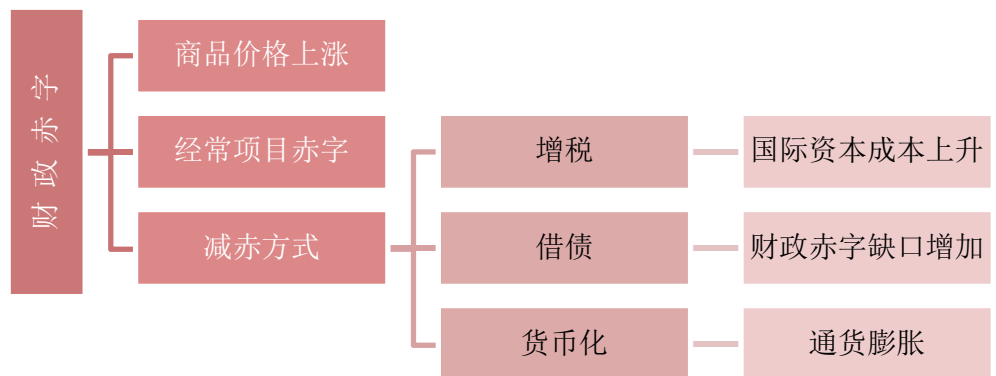 财政赤字
商品价格上涨
经常项目赤字
增税
国际资本成本上升
减赤方式
借债
财政赤字缺口增加
货币化
通货膨胀